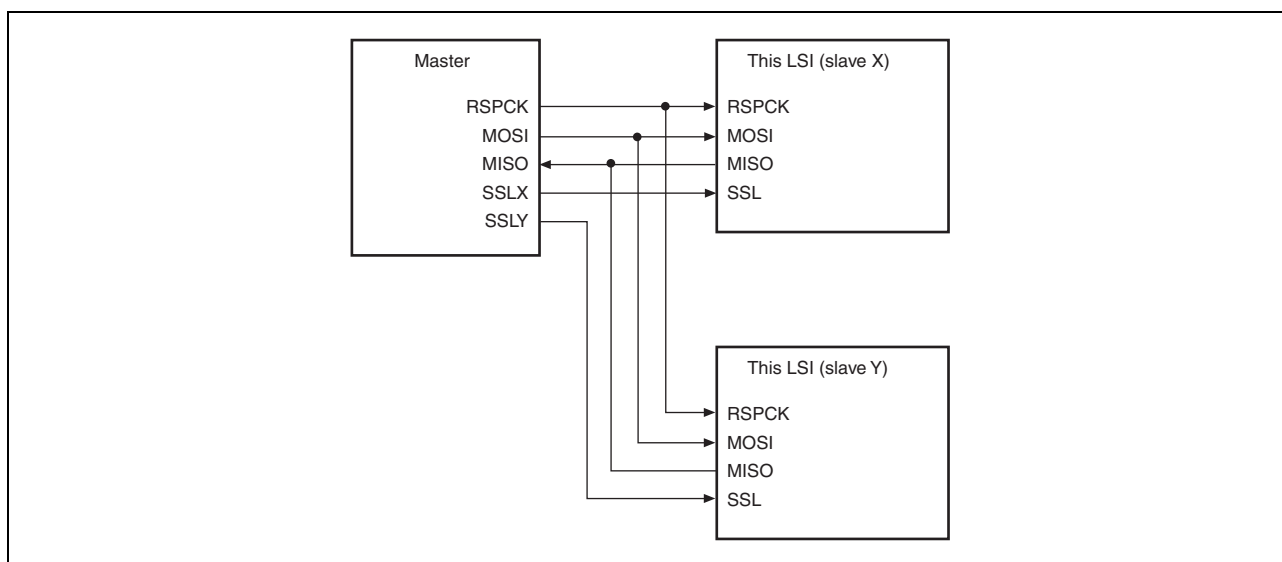 Master
RSPCK
MOSI
MISO
SSLX
SSLY
This LSI (slave X)
RSPCK
MOSI
MISO
SSL
This LSI (slave Y)
RSPCK
MOSI
MISO
SSL